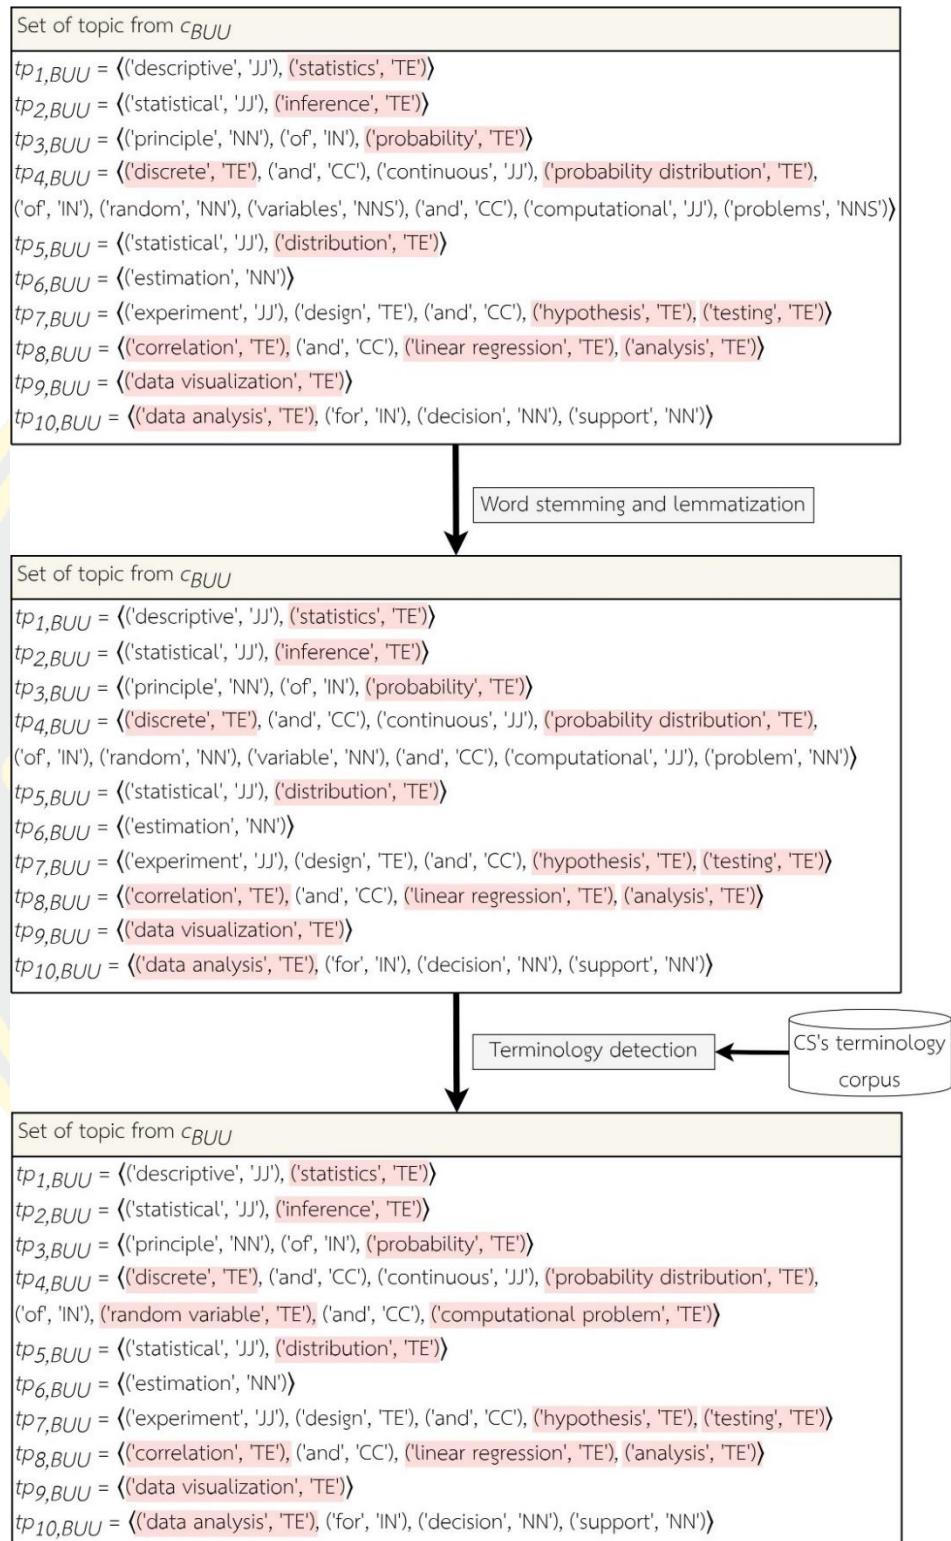 Set of topic from cBUU
tp1,BUU = ⟨('descriptive', 'JJ'), ('statistics', 'TE')⟩
tp2,BUU = ⟨('statistical', 'JJ'), ('inference', 'TE')⟩
tp3,BUU = ⟨('principle', 'NN'), ('of', 'IN'), ('probability', 'TE')⟩
tp4,BUU = ⟨('discrete', 'TE'), ('and', 'CC'), ('continuous', 'JJ'), ('probability distribution', 'TE'),
('of', 'IN'), ('random', 'NN'), ('variables', 'NNS'), ('and', 'CC'), ('computational', 'JJ'), ('problems', 'NNS')⟩
tp5,BUU = ⟨('statistical', 'JJ'), ('distribution', 'TE')⟩
tp6,BUU = ⟨('estimation', 'NN')⟩
tp7,BUU = ⟨('experiment', 'JJ'), ('design', 'TE'), ('and', 'CC'), ('hypothesis', 'TE'), ('testing', 'TE')⟩
tp8,BUU = ⟨('correlation', 'TE'), ('and', 'CC'), ('linear regression', 'TE'), ('analysis', 'TE')⟩
tp9,BUU = ⟨('data visualization', 'TE')⟩
tp10,BUU = ⟨('data analysis', 'TE'), ('for', 'IN'), ('decision', 'NN'), ('support', 'NN')⟩
Word stemming and lemmatization
Set of topic from cBUU
tp1,BUU = ⟨('descriptive', 'JJ'), ('statistics', 'TE')⟩
tp2,BUU = ⟨('statistical', 'JJ'), ('inference', 'TE')⟩
tp3,BUU = ⟨('principle', 'NN'), ('of', 'IN'), ('probability', 'TE')⟩
tp4,BUU = ⟨('discrete', 'TE'), ('and', 'CC'), ('continuous', 'JJ'), ('probability distribution', 'TE'),
('of', 'IN'), ('random', 'NN'), ('variable', 'NN'), ('and', 'CC'), ('computational', 'JJ'), ('problem', 'NN')⟩
tp5,BUU = ⟨('statistical', 'JJ'), ('distribution', 'TE')⟩
tp6,BUU = ⟨('estimation', 'NN')⟩
tp7,BUU = ⟨('experiment', 'JJ'), ('design', 'TE'), ('and', 'CC'), ('hypothesis', 'TE'), ('testing', 'TE')⟩
tp8,BUU = ⟨('correlation', 'TE'), ('and', 'CC'), ('linear regression', 'TE'), ('analysis', 'TE')⟩
tp9,BUU = ⟨('data visualization', 'TE')⟩
tp10,BUU = ⟨('data analysis', 'TE'), ('for', 'IN'), ('decision', 'NN'), ('support', 'NN')⟩
Terminology detection
CS's terminology
corpus
Set of topic from cBUU
tp1,BUU = ⟨('descriptive', 'JJ'), ('statistics', 'TE')⟩
tp2,BUU = ⟨('statistical', 'JJ'), ('inference', 'TE')⟩
tp3,BUU = ⟨('principle', 'NN'), ('of', 'IN'), ('probability', 'TE')⟩
tp4,BUU = ⟨('discrete', 'TE'), ('and', 'CC'), ('continuous', 'JJ'), ('probability distribution', 'TE'),
('of', 'IN'), ('random variable', 'TE'), ('and', 'CC'), ('computational problem', 'TE')⟩
tp5,BUU = ⟨('statistical', 'JJ'), ('distribution', 'TE')⟩
tp6,BUU = ⟨('estimation', 'NN')⟩
tp7,BUU = ⟨('experiment', 'JJ'), ('design', 'TE'), ('and', 'CC'), ('hypothesis', 'TE'), ('testing', 'TE')⟩
tp8,BUU = ⟨('correlation', 'TE'), ('and', 'CC'), ('linear regression', 'TE'), ('analysis', 'TE')⟩
tp9,BUU = ⟨('data visualization', 'TE')⟩
tp10,BUU = ⟨('data analysis', 'TE'), ('for', 'IN'), ('decision', 'NN'), ('support', 'NN')⟩